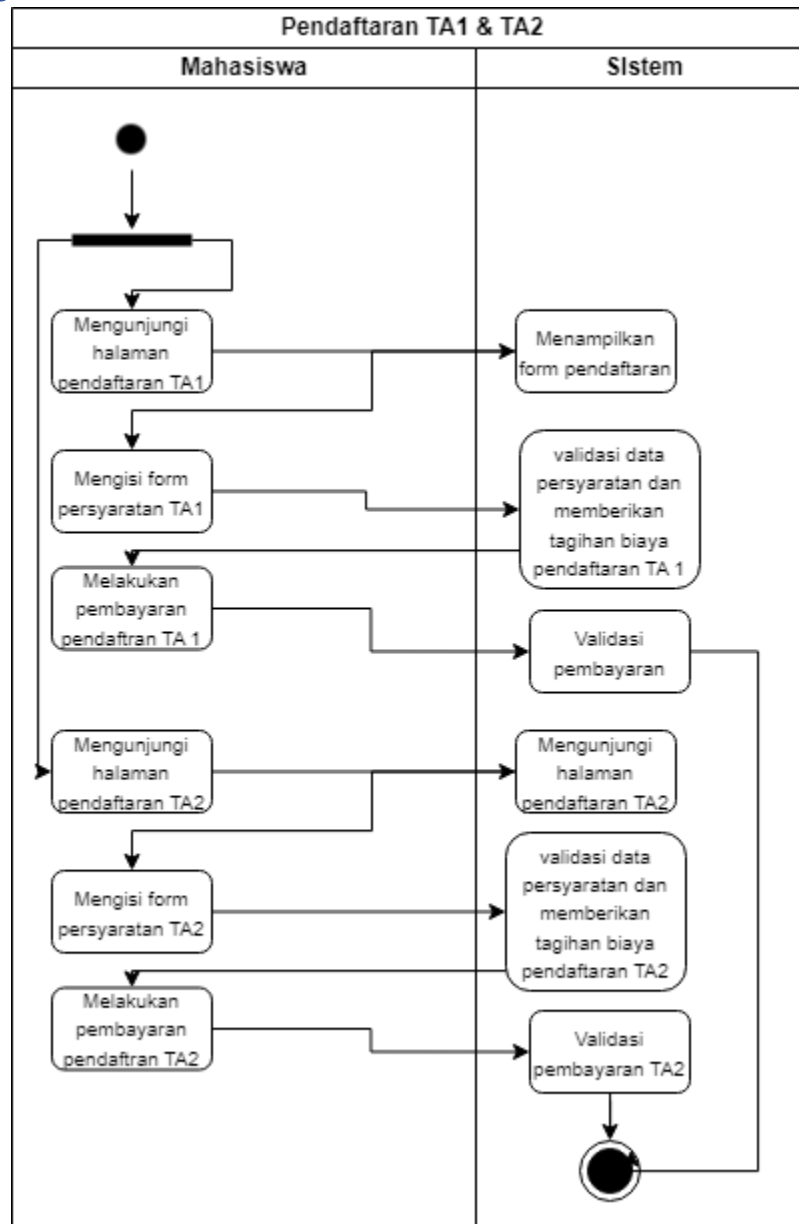 Pendaftaran TA1 & TA2
Mahasiswa
SIstem
Mengunjungi
halaman
pendaftaran TA1
Menampilkan
form pendaftaran
Mengisi form
persyaratan TA1
validasi data
persyaratan dan
memberikan
tagihan biaya
pendaftaran TA 1
Melakukan
pembayaran
pendaftran TA 1
Validasi
pembayaran
Mengunjungi
halaman
pendaftaran TA2
Mengunjungi
halaman
pendaftaran TA2
Mengisi form
persyaratan TA2
validasi data
persyaratan dan
memberikan
tagihan biaya
pendaftaran TA2
Melakukan
pembayaran
pendaftran TA2
Validasi
pembayaran TA2